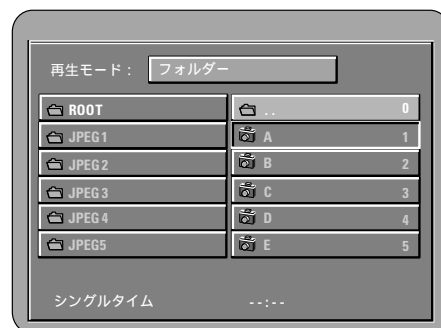 再生モード： フォルダー
ROOT .. 0
JPEG1 A 1
JPEG2 B 2
JPEG3 C 3
JPEG4 D 4
JPEG5 E 5
シングルタイム --:--